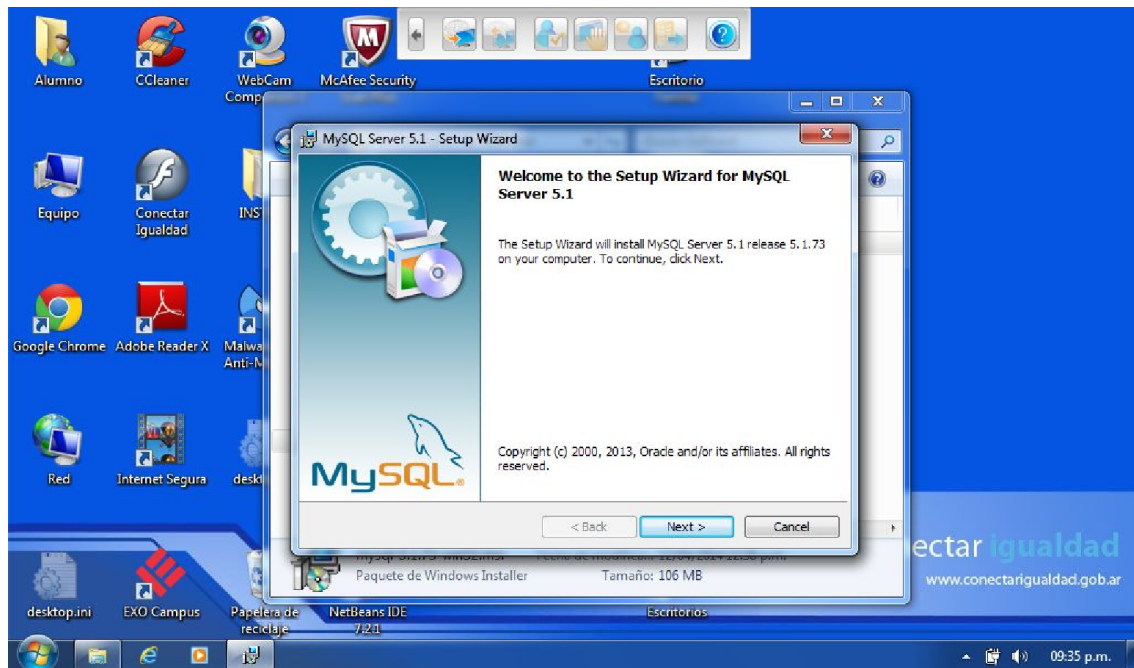 Alumno
CCleaner
WebCam
Comp
McAfee Security
Escritorio
MySQL Server 5.1 - Setup Wizard
Welcome to the Setup Wizard for MySQL
Server 5.1
The Setup Wizard will install MySQL Server 5.1 release 5.1.73
on your computer. To continue, click Next.
Equipo
Conectar
Igualdad
INS
Google Chrome
Adobe Reader X
Malwa
Anti-M
Red
Internet Segura
deskt
MySQL
Copyright (c) 2000, 2013, Oracle and/or its affiliates. All rights
reserved.
< Back
Next >
Cancel
Paquete de Windows Installer
Tamaño: 106 MB
ectar igualdad
www.conectarigualdad.gob.ar
desktop.ini
EXO Campus
Papelera de
reciclaje
NetBeans IDE
7.2.1
Escritorios
09:35 p.m.